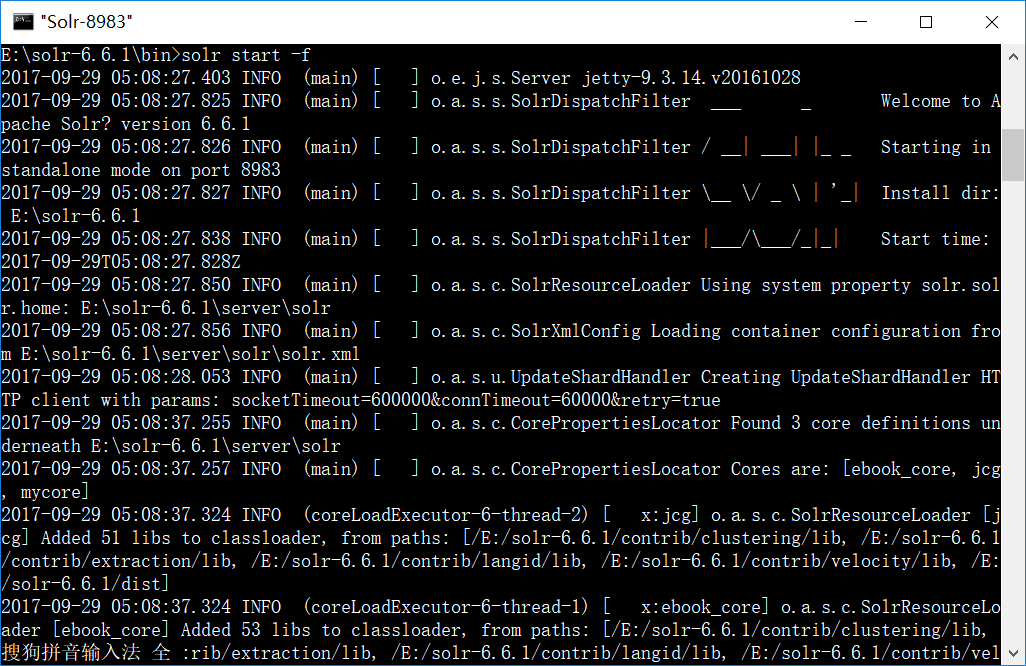 "Solr-8983"
E:\solr-6.6.1\bin>solr start -f
2017-09-29 05:08:27.403 INFO  (main) [   ] o.e.j.s.Server jetty-9.3.14.v20161028
2017-09-29 05:08:27.825 INFO  (main) [   ] o.a.s.s.SolrDispatchFilter  ___      _       Welcome to A
pache Solr? version 6.6.1
2017-09-29 05:08:27.826 INFO  (main) [   ] o.a.s.s.SolrDispatchFilter / __| ___| |_ _   Starting in
standalone mode on port 8983
2017-09-29 05:08:27.827 INFO  (main) [   ] o.a.s.s.SolrDispatchFilter \__ \/ _ \ | '_|  Install dir:
 E:\solr-6.6.1
2017-09-29 05:08:27.838 INFO  (main) [   ] o.a.s.s.SolrDispatchFilter |___/\___/_|_|    Start time:
2017-09-29T05:08:27.828Z
2017-09-29 05:08:27.850 INFO  (main) [   ] o.a.s.c.SolrResourceLoader Using system property solr.sol
r.home: E:\solr-6.6.1\server\solr
2017-09-29 05:08:27.856 INFO  (main) [   ] o.a.s.c.SolrXmlConfig Loading container configuration fro
m E:\solr-6.6.1\server\solr\solr.xml
2017-09-29 05:08:28.053 INFO  (main) [   ] o.a.s.u.UpdateShardHandler Creating UpdateShardHandler HT
TP client with params: socketTimeout=600000&connTimeout=60000&retry=true
2017-09-29 05:08:37.255 INFO  (main) [   ] o.a.s.c.CorePropertiesLocator Found 3 core definitions un
derneath E:\solr-6.6.1\server\solr
2017-09-29 05:08:37.257 INFO  (main) [   ] o.a.s.c.CorePropertiesLocator Cores are: [ebook_core, jcg
, mycore]
2017-09-29 05:08:37.324 INFO  (coreLoadExecutor-6-thread-2) [   x:jcg] o.a.s.c.SolrResourceLoader [j
cg] Added 51 libs to classloader, from paths: [/E:/solr-6.6.1/contrib/clustering/lib, /E:/solr-6.6.1
/contrib/extraction/lib, /E:/solr-6.6.1/contrib/langid/lib, /E:/solr-6.6.1/contrib/velocity/lib, /E:
/solr-6.6.1/dist]
2017-09-29 05:08:37.324 INFO  (coreLoadExecutor-6-thread-1) [   x:ebook_core] o.a.s.c.SolrResourceLo
ader [ebook_core] Added 53 libs to classloader, from paths: [/E:/solr-6.6.1/contrib/clustering/lib,
搜狗拼音输入法 全 :rib/extraction/lib, /E:/solr-6.6.1/contrib/langid/lib, /E:/solr-6.6.1/contrib/vel